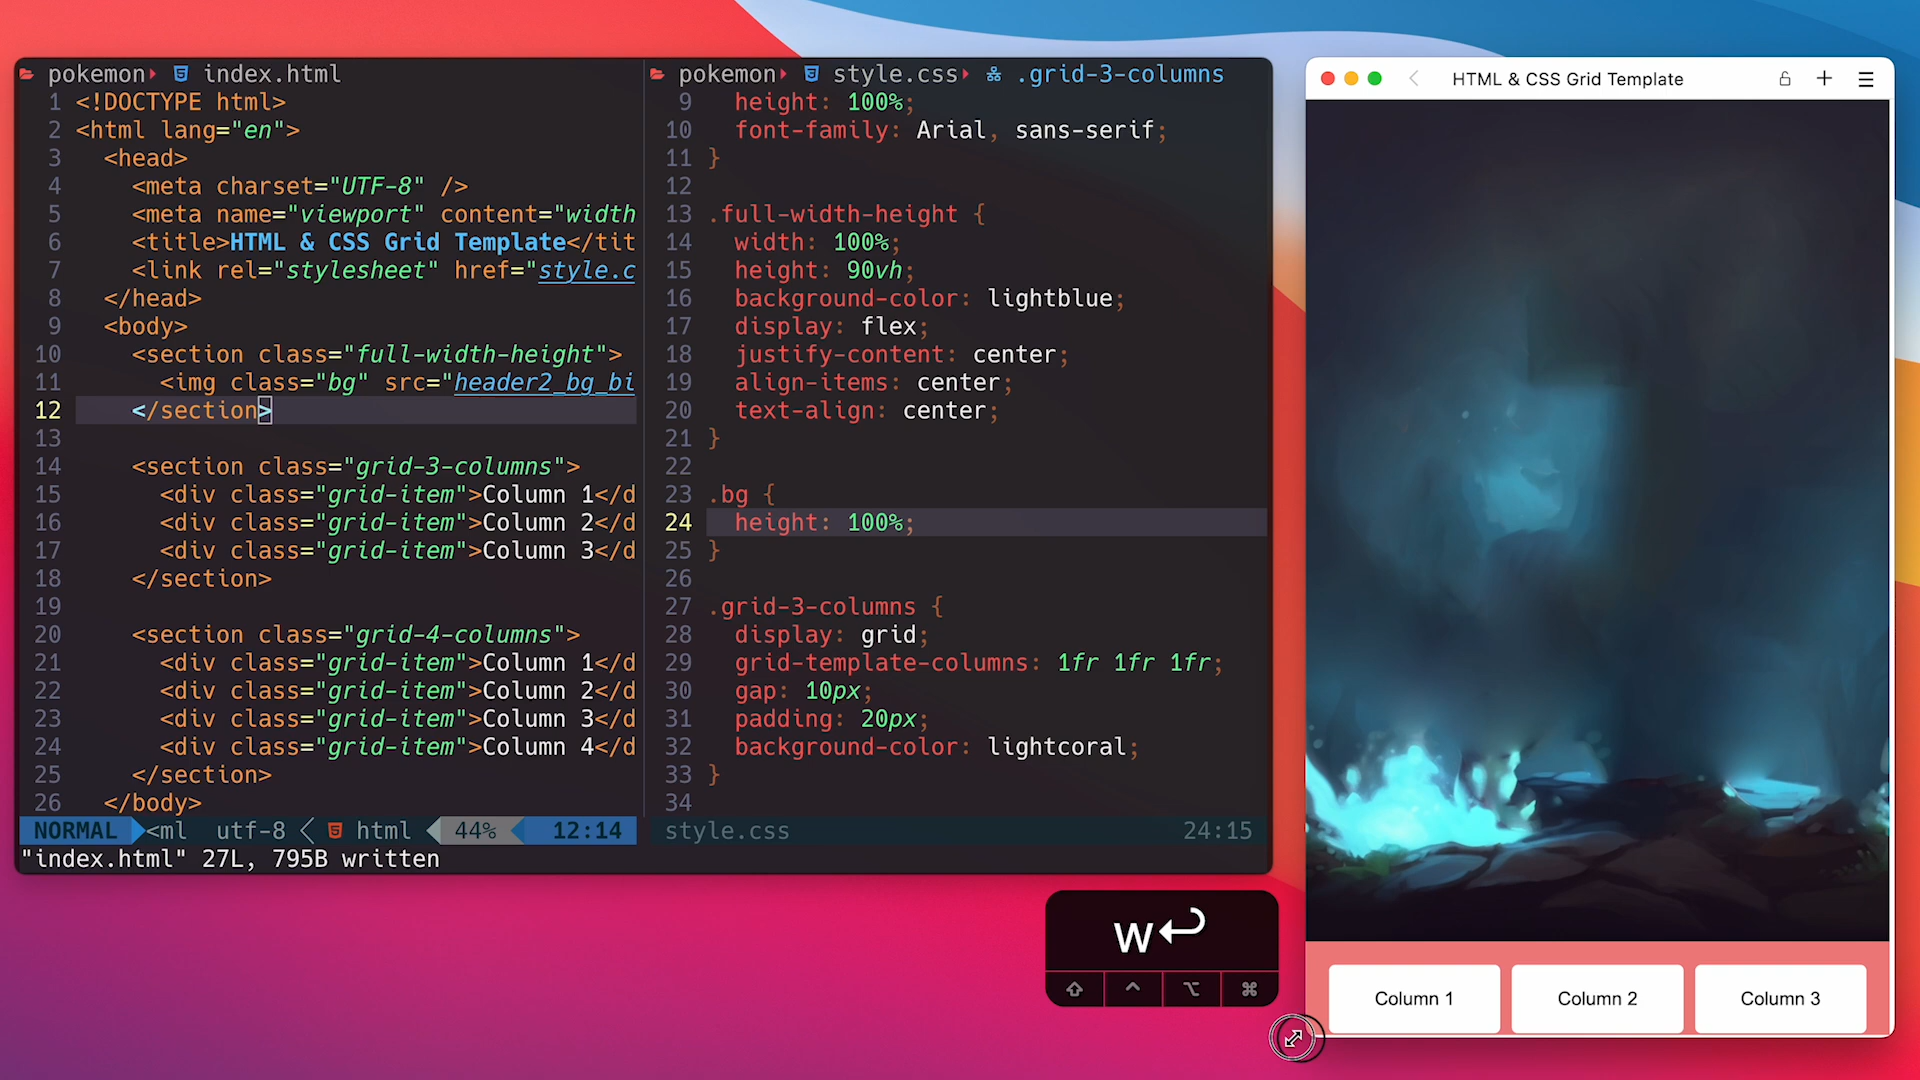 pokemon index.html
1 <!DOCTYPE html>
2 <html lang="en">
3 <head>
4 <meta charset="UTF-8" />
5 <meta name="viewport" content="width
6 <title>HTML & CSS Grid Template</tit
7 <link rel="stylesheet" href="style.c
8 </head>
9 <body>
10 <section class="full-width-height">
11 <img class="bg" src="header2_bg_bi
12 </section>
13
14 <section class="grid-3-columns">
15 <div class="grid-item">Column 1</d
16 <div class="grid-item">Column 2</d
17 <div class="grid-item">Column 3</d
18 </section>
19
20 <section class="grid-4-columns">
21 <div class="grid-item">Column 1</d
22 <div class="grid-item">Column 2</d
23 <div class="grid-item">Column 3</d
24 <div class="grid-item">Column 4</d
25 </section>
26 </body>
NORMAL <ml utf-8 html 44% 12:14
"index.html" 27L, 795B written
pokemon style.css .grid-3-columns
9 height: 100%;
10 font-family: Arial, sans-serif;
11 }
12
13 .full-width-height {
14 width: 100%;
15 height: 90vh;
16 background-color: lightblue;
17 display: flex;
18 justify-content: center;
19 align-items: center;
20 text-align: center;
21 }
22
23 .bg {
24 height: 100%;
25 }
26
27 .grid-3-columns {
28 display: grid;
29 grid-template-columns: 1fr 1fr 1fr;
30 gap: 10px;
31 padding: 20px;
32 background-color: lightcoral;
33 }
34
style.css 24:15
HTML & CSS Grid Template
Column 1
Column 2
Column 3
w